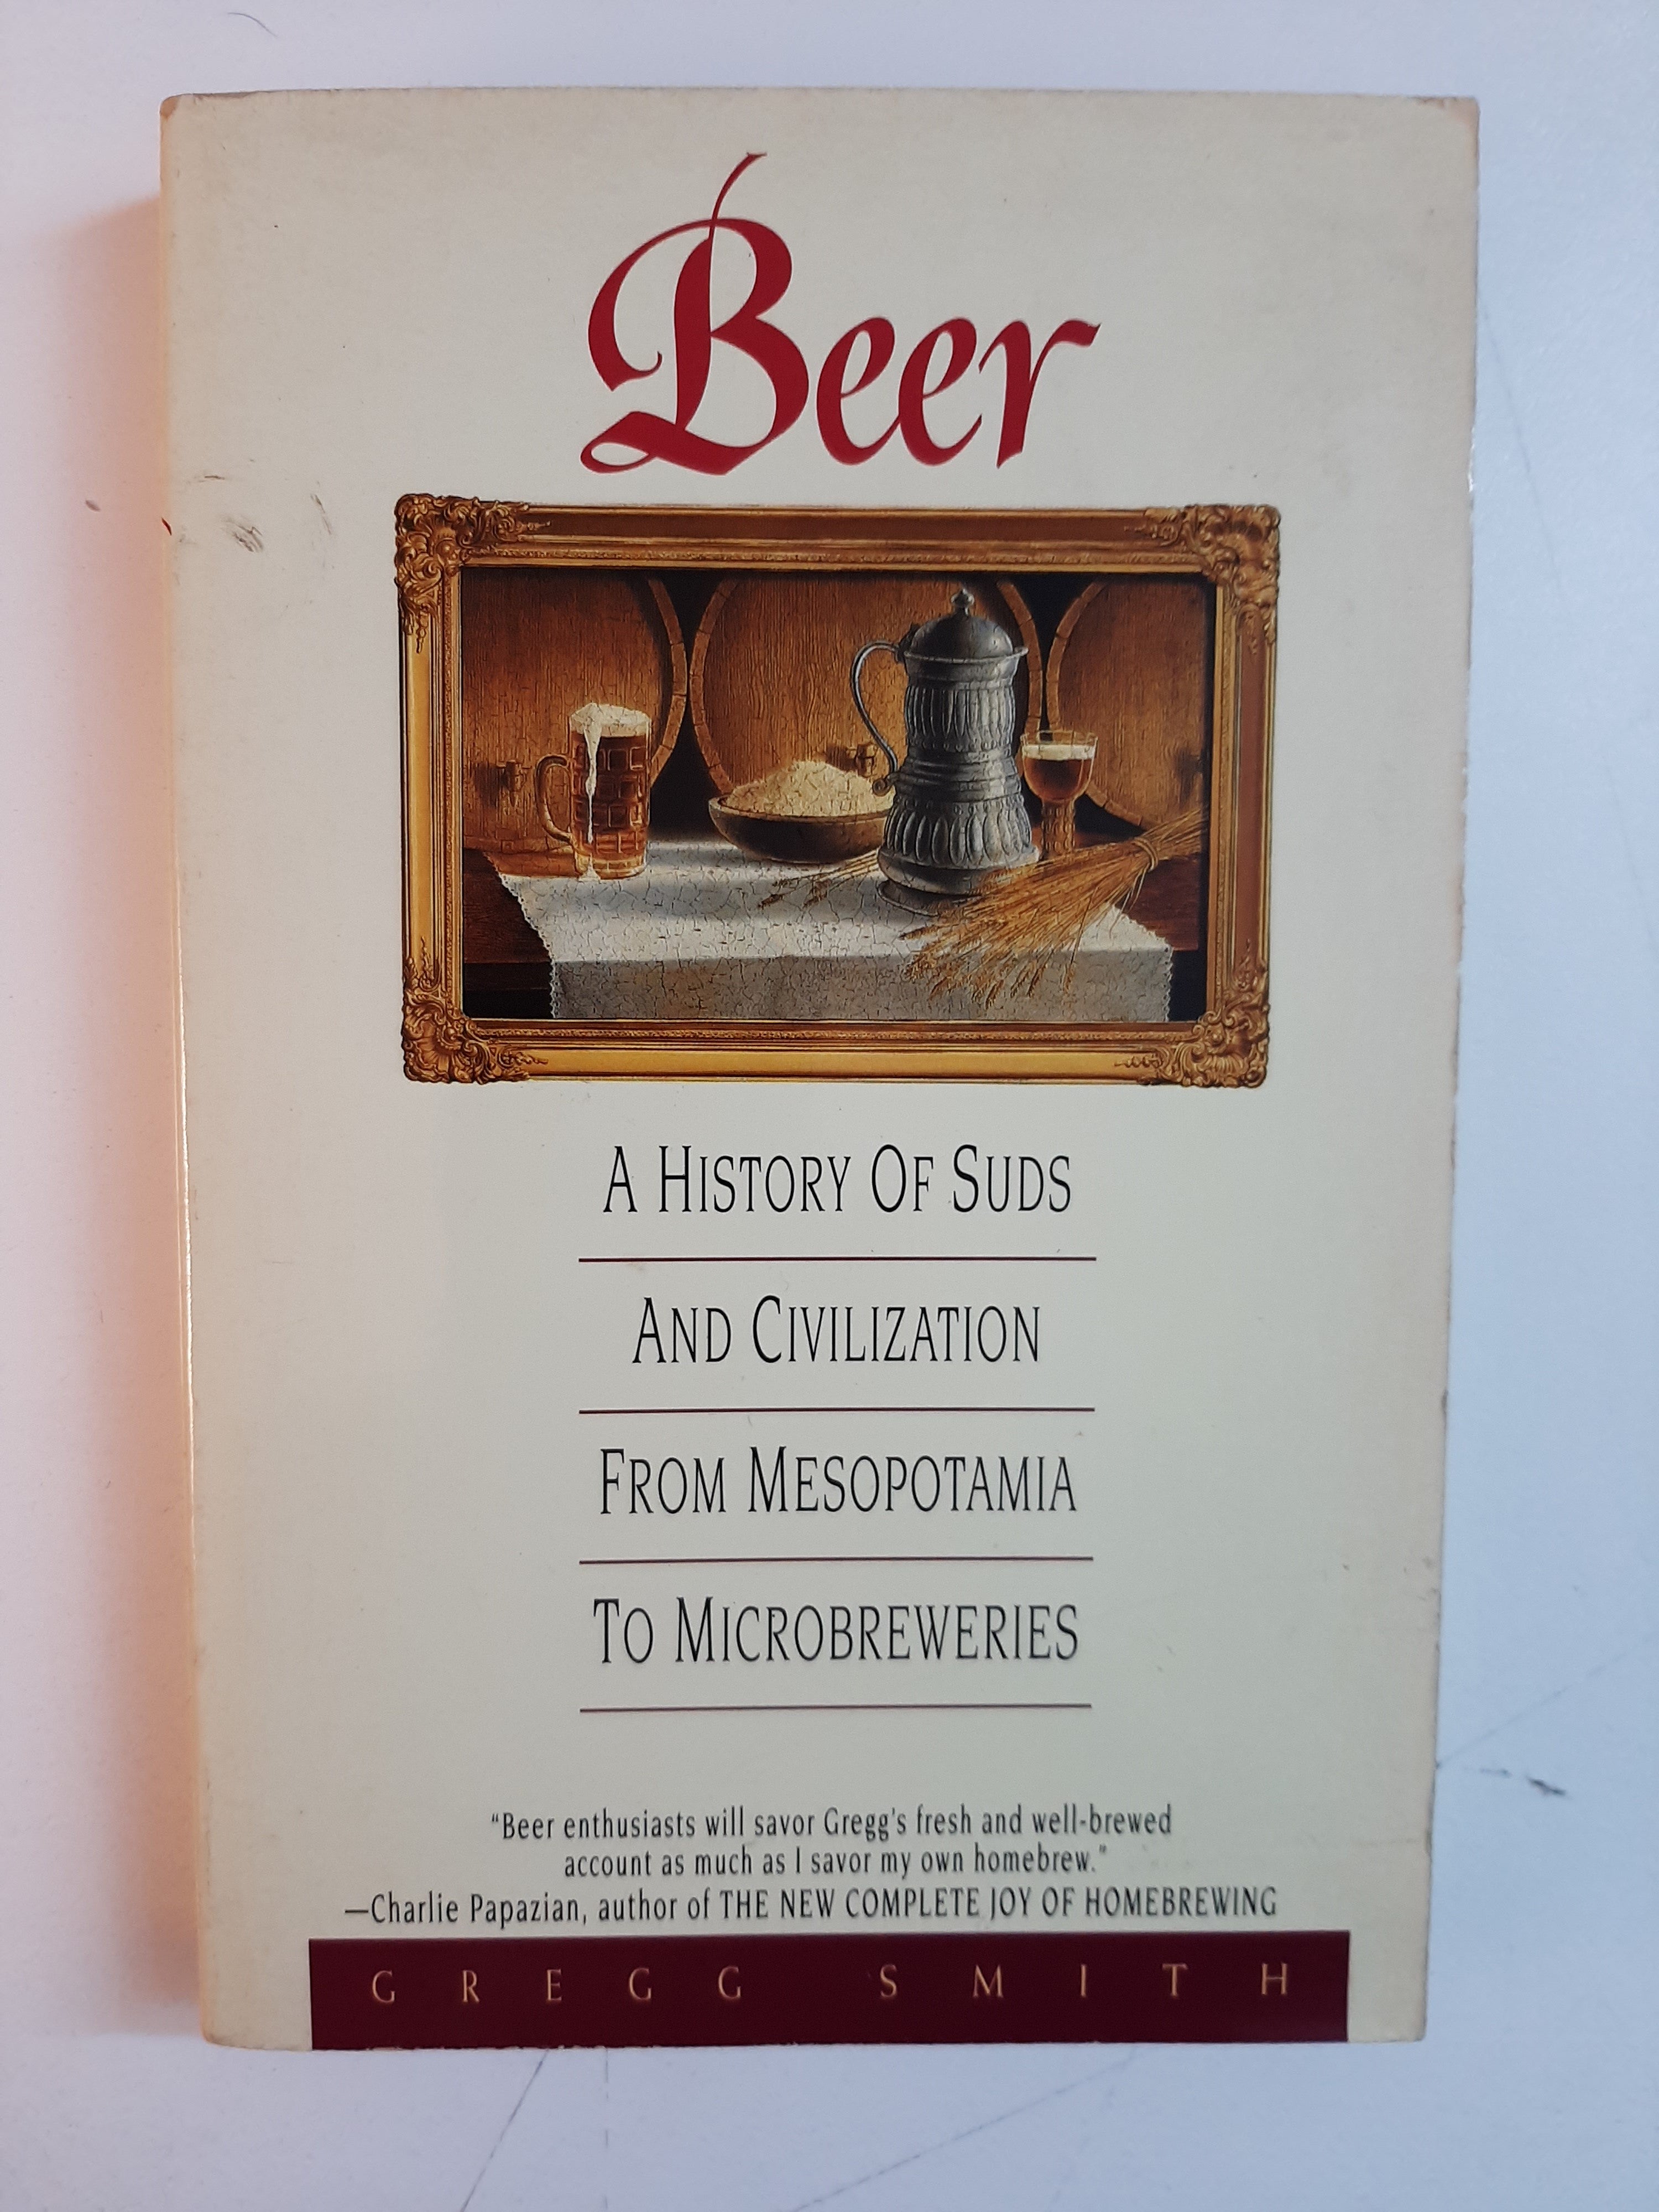 Beer
A HISTORY OF SUDS
AND CIVILIZATION
FROM MESOPOTAMIA
TO MICROBREWERIES
“Beer enthusiasts will savor Gregg's fresh and well-brewed
account as much as I savor my own homebrew.”
—Charlie Papazian, author of THE NEW COMPLETE JOY OF HOMEBREWING
GREGG SMITH